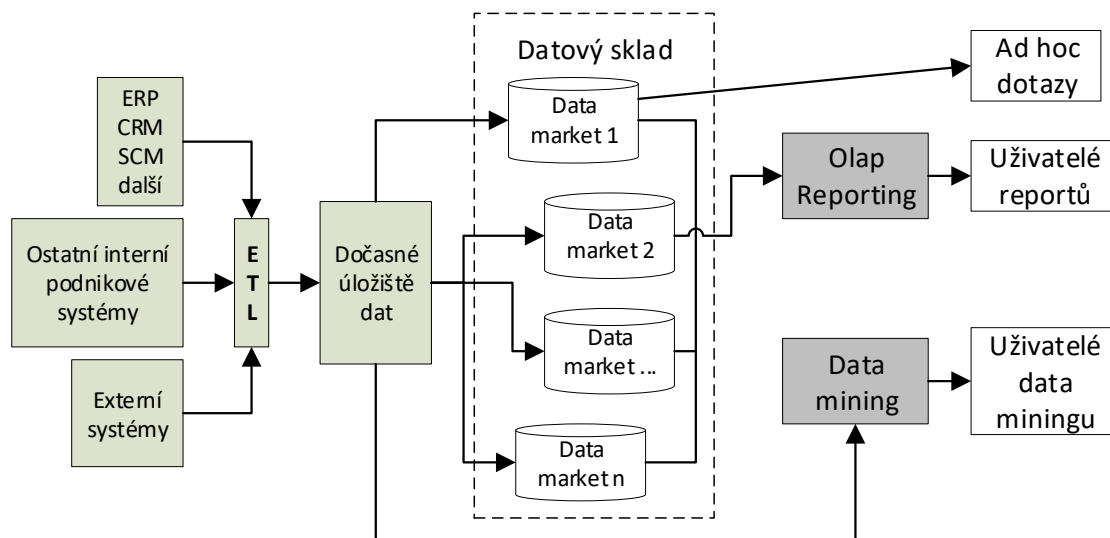 ERP
CRM
SCM
další
Ostatní interní
podnikové
systémy
Externí
systémy
E
T
L
Dočasné
úložiště
dat
Datový sklad
Data
market 1
Data
market 2
Data
market ...
Data
market n
Olap
Reporting
Data
mining
Ad hoc
dotazy
Uživatelé
reportů
Uživatelé
data
miningu